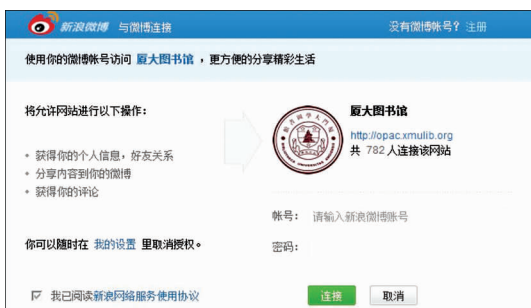 新浪微博 与微博连接 没有微博帐号？ 注册
使用你的微博帐号访问 厦大图书馆 ，更方便的分享精彩生活
将允许网站进行以下操作：
获得你的个人信息，好友关系
分享内容到你的微博
获得你的评论
你可以随时在 我的设置 里取消授权。
我已阅读新浪网络服务使用协议
厦大图书馆
http://opac.xmulib.org
共 782 人连接该网站
帐号： 请输入新浪微博账号
密码：
连接 取消